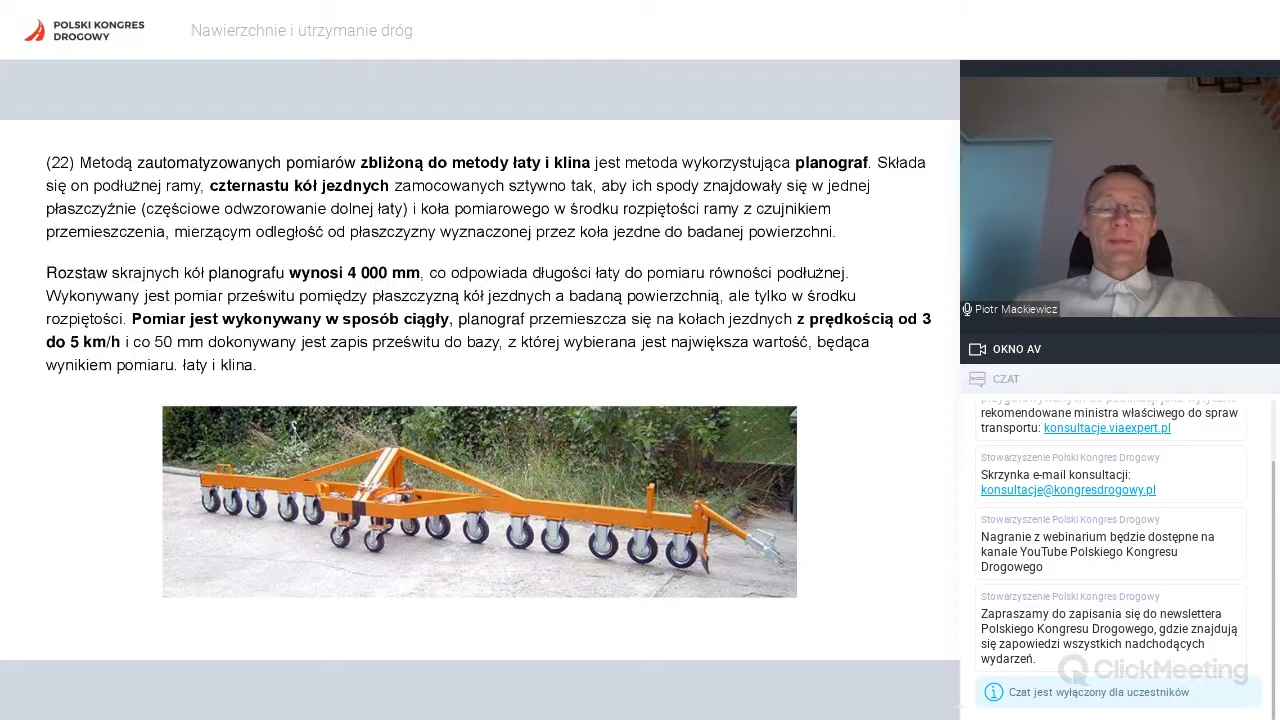 POLSKI KONGRES
DROGOWY
Nawierzchnie i utrzymanie dróg
(22) Metodą zautomatyzowanych pomiarów zbliżoną do metody łaty i klina jest metoda wykorzystująca planograf. Składa
się on podłużnej ramy, czternastu kół jezdnych zamocowanych sztywno tak, aby ich spody znajdowały się w jednej
płaszczyźnie (częściowe odwzorowanie dolnej łaty) i koła pomiarowego w środku rozpiętości ramy z czujnikiem
przemieszczenia, mierzącym odległość od płaszczyzny wyznaczonej przez koła jezdne do badanej powierzchni.
Rozstaw skrajnych kół planografu wynosi 4 000 mm, co odpowiada długości łaty do pomiaru równości podłużnej.
Wykonywany jest pomiar prześwitu pomiędzy płaszczyzną kół jezdnych a badaną powierzchnią, ale tylko w środku
rozpiętości. Pomiar jest wykonywany w sposób ciągły, planograf przemieszcza się na kołach jezdnych z prędkością od 3
do 5 km/h i co 50 mm dokonywany jest zapis prześwitu do bazy, z której wybierana jest największa wartość, będąca
wynikiem pomiaru. łaty i klina.
Piotr Mackiewicz
OKNO AV
CZAT
rekomendowane ministra właściwego do spraw
transportu: konsultacje.viaexpert.pl
Stowarzyszenie Polski Kongres Drogowy
Skrzynka e-mail konsultacji:
konsultacje@kongresdrogowy.pl
Stowarzyszenie Polski Kongres Drogowy
Nagranie z webinarium będzie dostępne na
kanale YouTube Polskiego Kongresu
Drogowego
Stowarzyszenie Polski Kongres Drogowy
Zapraszamy do zapisania się do newslettera
Polskiego Kongresu Drogowego, gdzie znajdują
się zapowiedzi wszystkich nadchodzących
wydarzeń.
ClickMeeting
Czat jest wyłączony dla uczestników